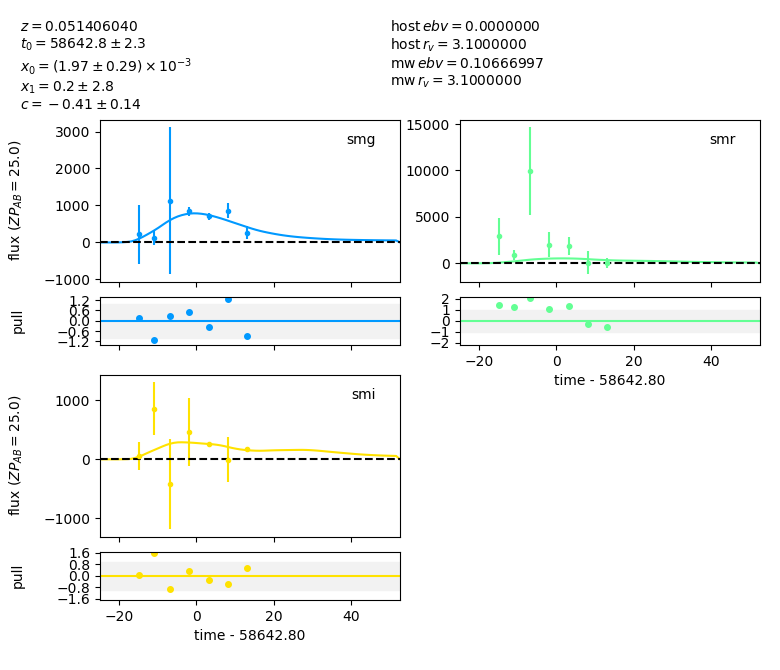 z = 0.051406040
t₀ = 58642.8 ± 2.3
x₀ = (1.97 ± 0.29) × 10⁻³
x₁ = 0.2 ± 2.8
c = −0.41 ± 0.14
host ebv = 0.0000000
host r_v = 3.1000000
mw ebv = 0.10666997
mw r_v = 3.1000000
flux (ZP_AB = 25.0)
3000
2000
1000
0
−1000
smg
15000
10000
5000
0
smr
pull
1.2
0.6
0.0
−0.6
−1.2
2
1
0
−1
−2
−20
0
20
40
time - 58642.80
flux (ZP_AB = 25.0)
1000
0
−1000
smi
pull
1.6
0.8
0.0
−0.8
−1.6
−20
0
20
40
time - 58642.80